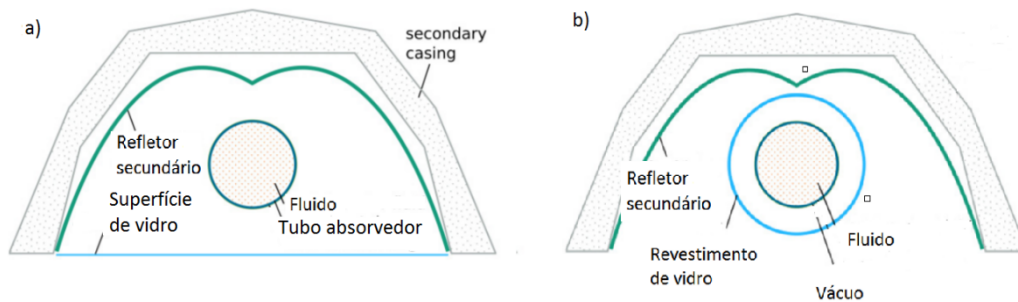 a)
secondary
casing
Refletor
secundário
Superfície
de vidro
Fluido
Tubo absorvedor
b)
Refletor
secundário
Revestimento
de vidro
Fluido
Vácuo